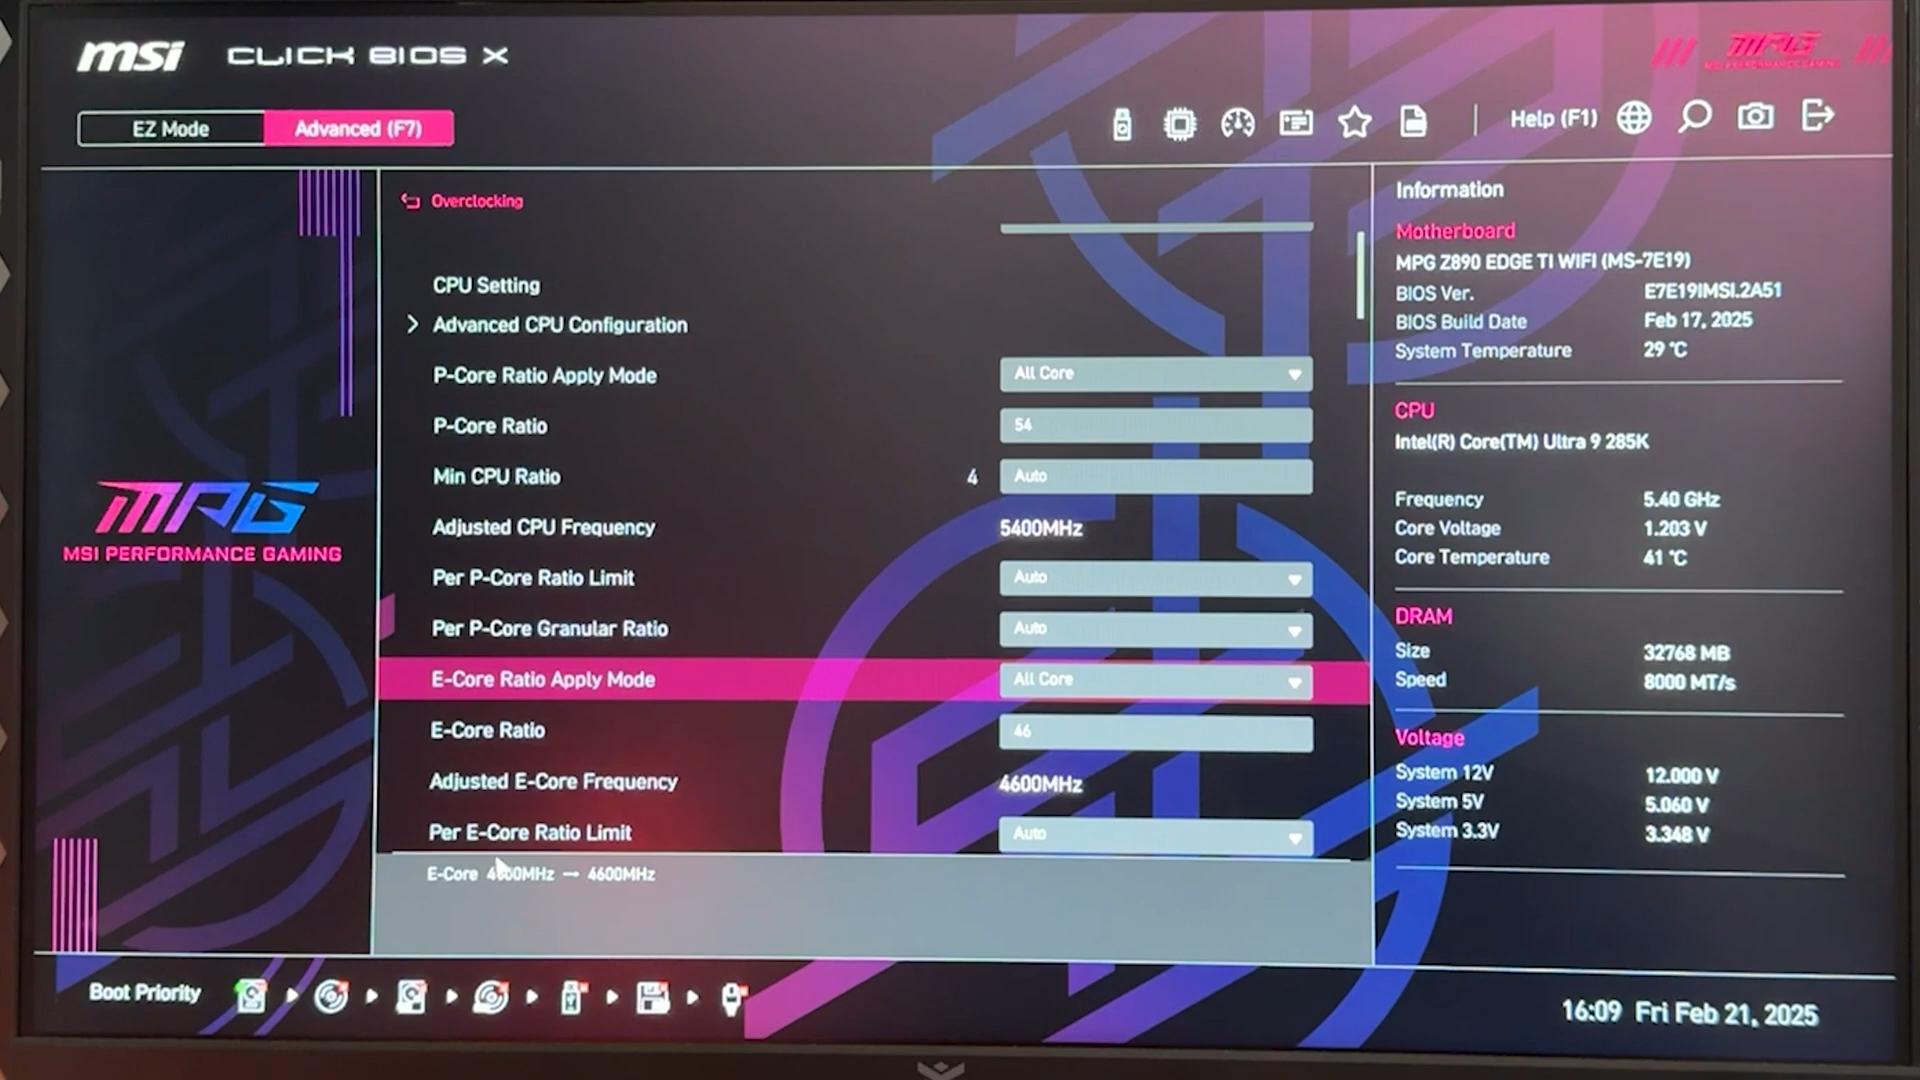 msi CLICK BIOS X
MPG
EZ Mode
Advanced (F7)
Help (F1)
Overclocking
CPU Setting
Advanced CPU Configuration
P-Core Ratio Apply Mode All Core
P-Core Ratio 54
Min CPU Ratio 4 Auto
Adjusted CPU Frequency 5400MHz
Per P-Core Ratio Limit Auto
Per P-Core Granular Ratio Auto
E-Core Ratio Apply Mode All Core
E-Core Ratio 46
Adjusted E-Core Frequency 4600MHz
Per E-Core Ratio Limit Auto
E-Core → 4600MHz
MPG
MSI PERFORMANCE GAMING
Information
Motherboard
MPG Z890 EDGE TI WIFI (MS-7E19)
BIOS Ver. E7E19IMSI.2A51
BIOS Build Date Feb 17, 2025
System Temperature 29 °C
CPU
Intel(R) Core(TM) Ultra 9 285K
Frequency 5.40 GHz
Core Voltage 1.203 V
Core Temperature 41 °C
DRAM
Size 32768 MB
Speed 8000 MT/s
Voltage
System 12V 12.000 V
System 5V 5.060 V
System 3.3V 3.348 V
Boot Priority
16:09 Fri Feb 21, 2025